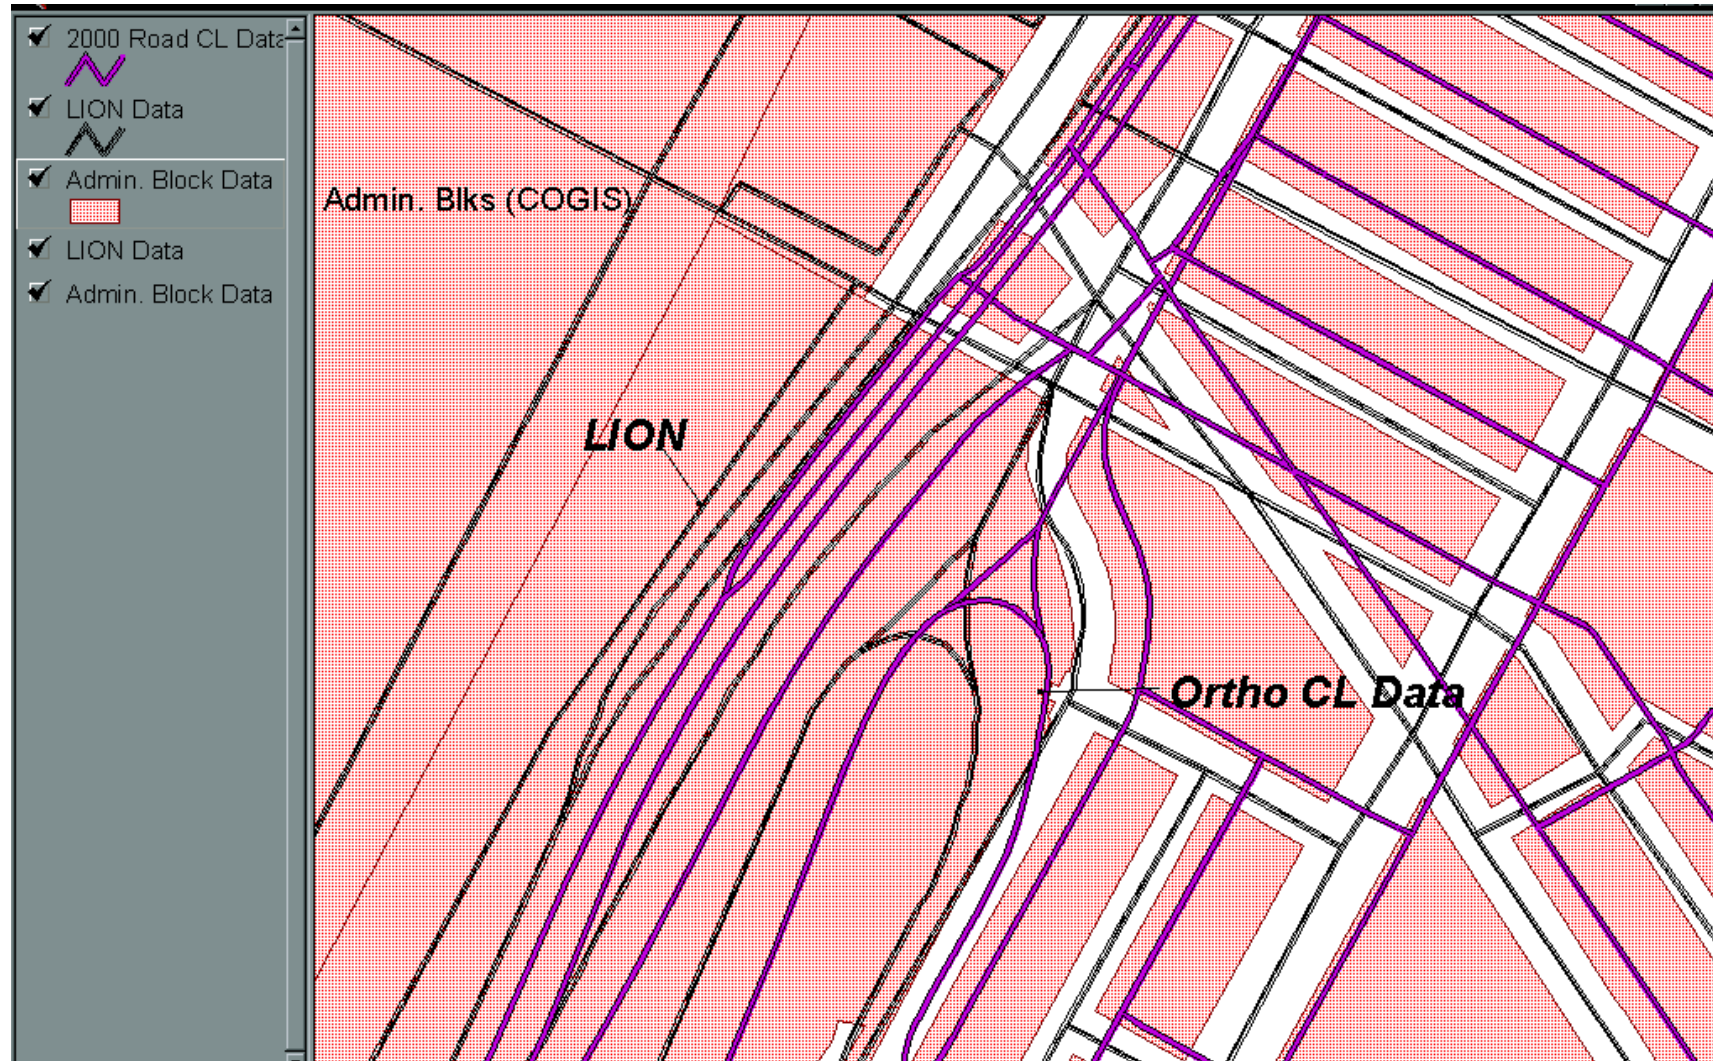 2000 Road CL Data
LION Data
Admin. Block Data
LION Data
Admin. Block Data
Admin. Blks (COGIS)
LION
Ortho CL Data